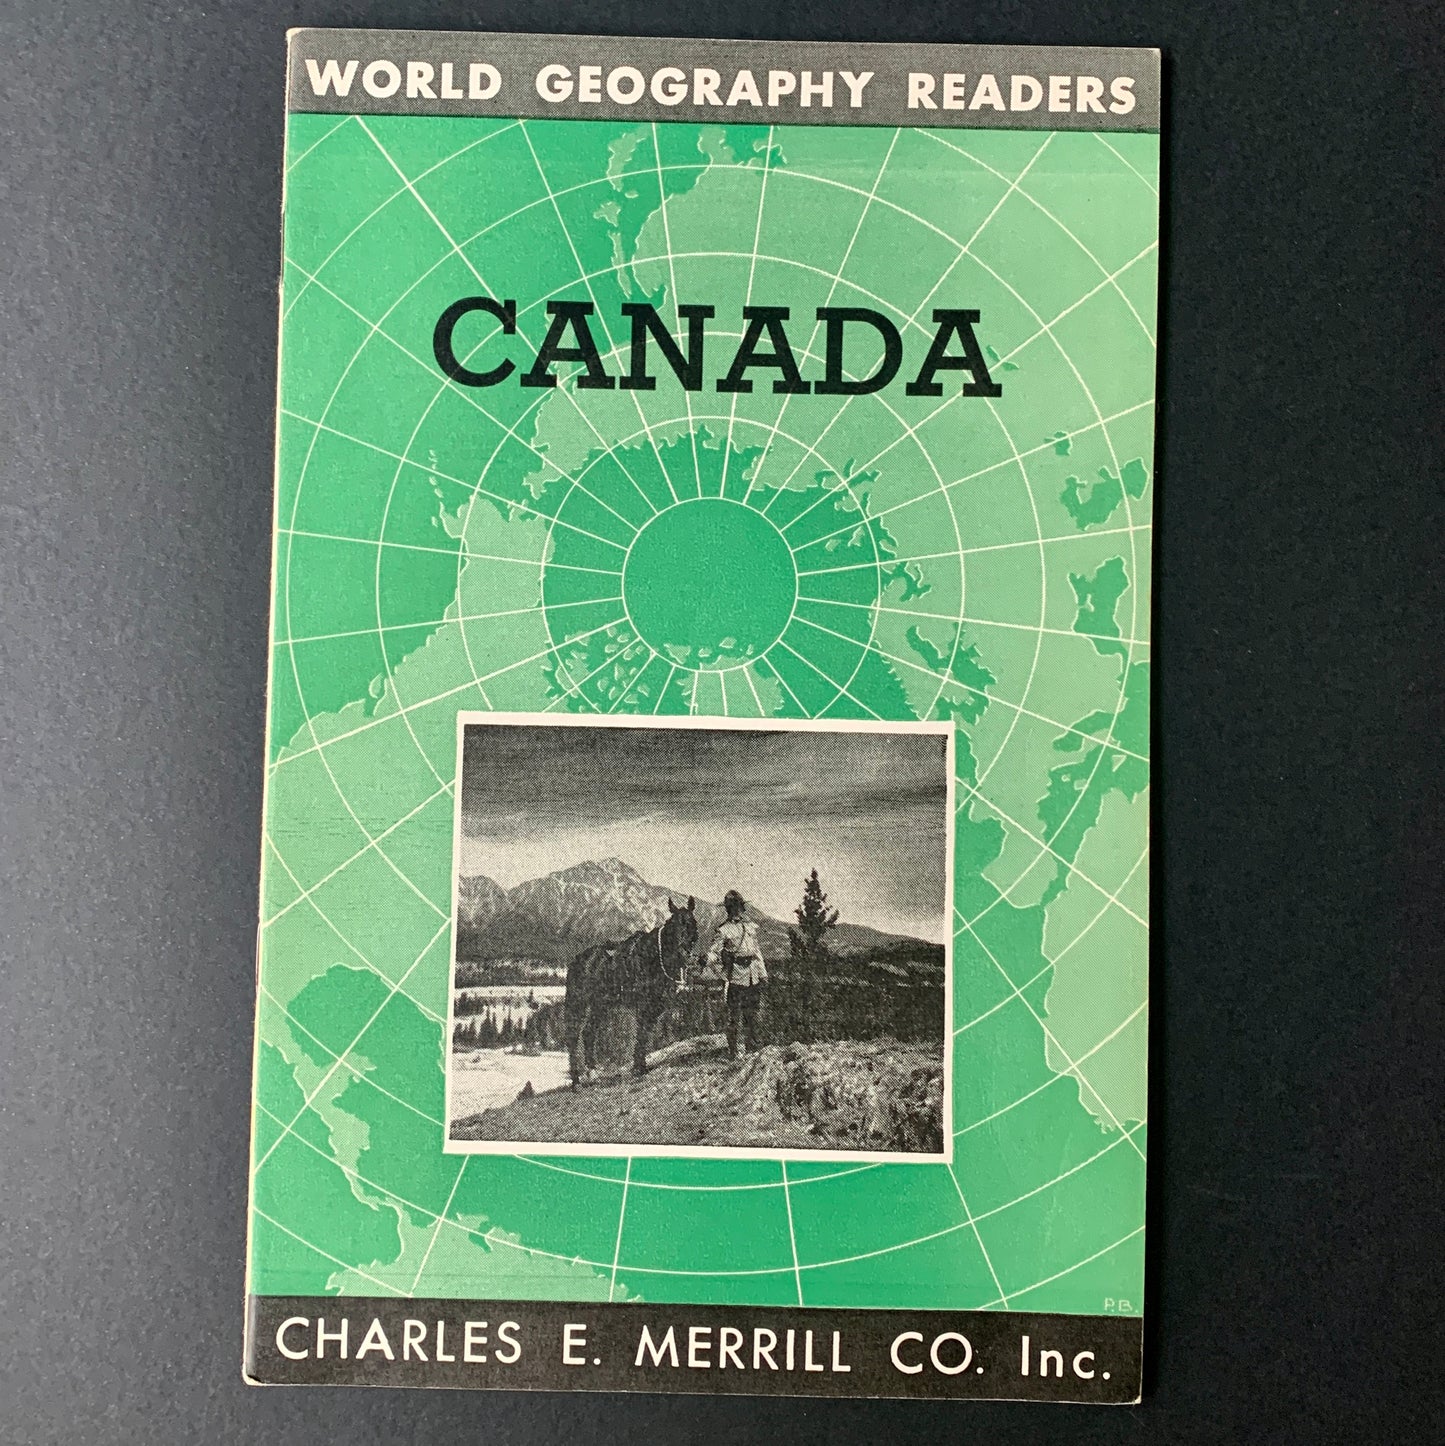 WORLD GEOGRAPHY READERS
CANADA
P.B.
CHARLES E. MERRILL CO. Inc.